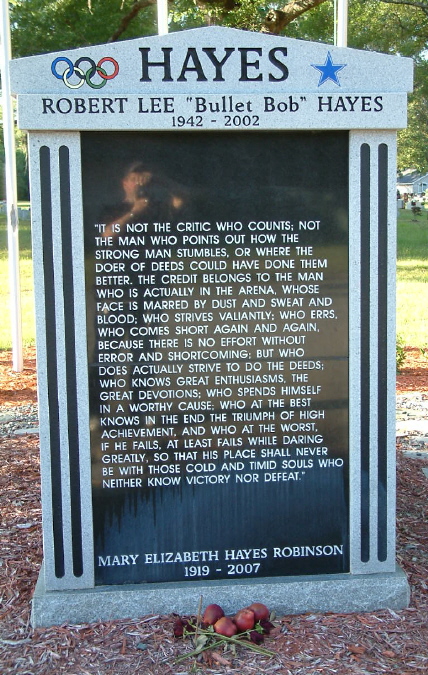 HAYES
ROBERT LEE "Bullet Bob" HAYES
1942 - 2002
"IT IS NOT THE CRITIC WHO COUNTS; NOT
THE MAN WHO POINTS OUT HOW THE
STRONG MAN STUMBLES, OR WHERE THE
DOER OF DEEDS COULD HAVE DONE THEM
BETTER. THE CREDIT BELONGS TO THE MAN
WHO IS ACTUALLY IN THE ARENA, WHOSE
FACE IS MARRED BY DUST AND SWEAT AND
BLOOD; WHO STRIVES VALIANTLY; WHO ERRS,
WHO COMES SHORT AGAIN AND AGAIN,
BECAUSE THERE IS NO EFFORT WITHOUT
ERROR AND SHORTCOMING; BUT WHO
DOES ACTUALLY STRIVE TO DO THE DEEDS;
WHO KNOWS GREAT ENTHUSIASMS, THE
GREAT DEVOTIONS; WHO SPENDS HIMSELF
IN A WORTHY CAUSE, WHO AT THE BEST
KNOWS IN THE END THE TRIUMPH OF HIGH
ACHIEVEMENT, AND WHO AT THE WORST,
IF HE FAILS, AT LEAST FAILS WHILE DARING
GREATLY, SO THAT HIS PLACE SHALL NEVER
BE WITH THOSE COLD AND TIMID SOULS WHO
NEITHER KNOW VICTORY NOR DEFEAT."
MARY ELIZABETH HAYES ROBINSON
1919 - 2007